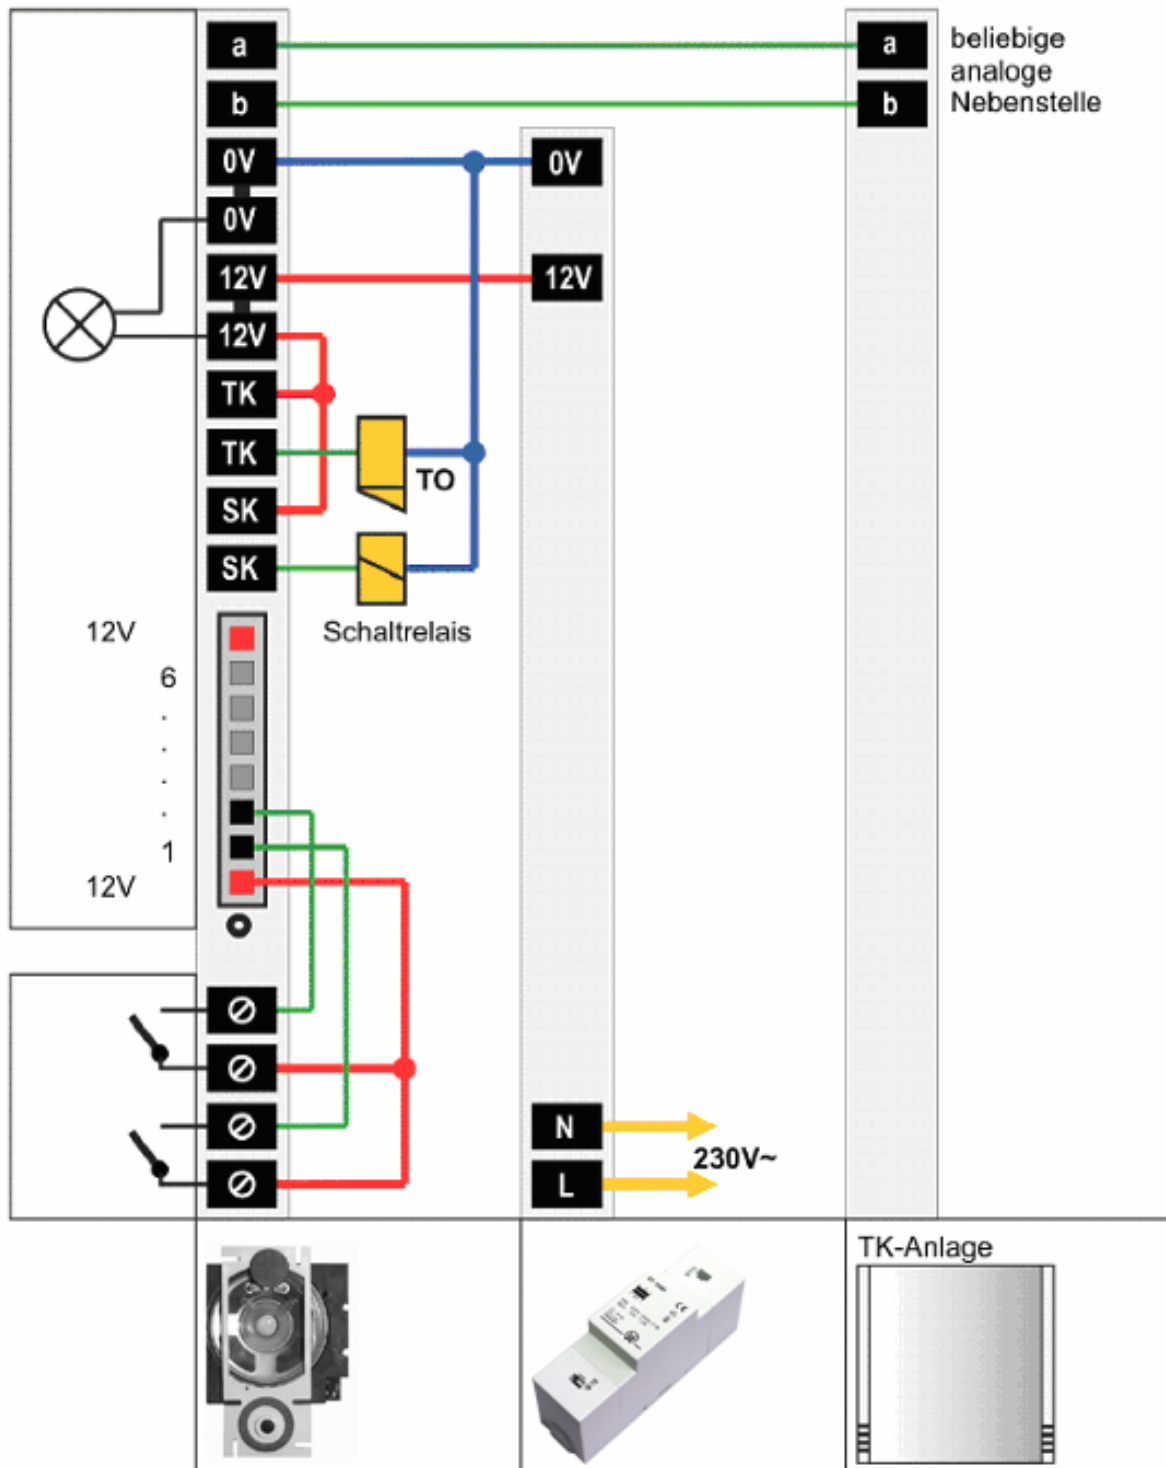 a
a
beliebige
analoge
b
b
Nebenstelle
0V
0V
0V
12V
12V
12V
TK
TK
TO
SK
SK
12V
Schaltrelais
6
.
.
.
.
1
12V
N
230V~
L
TK-Anlage